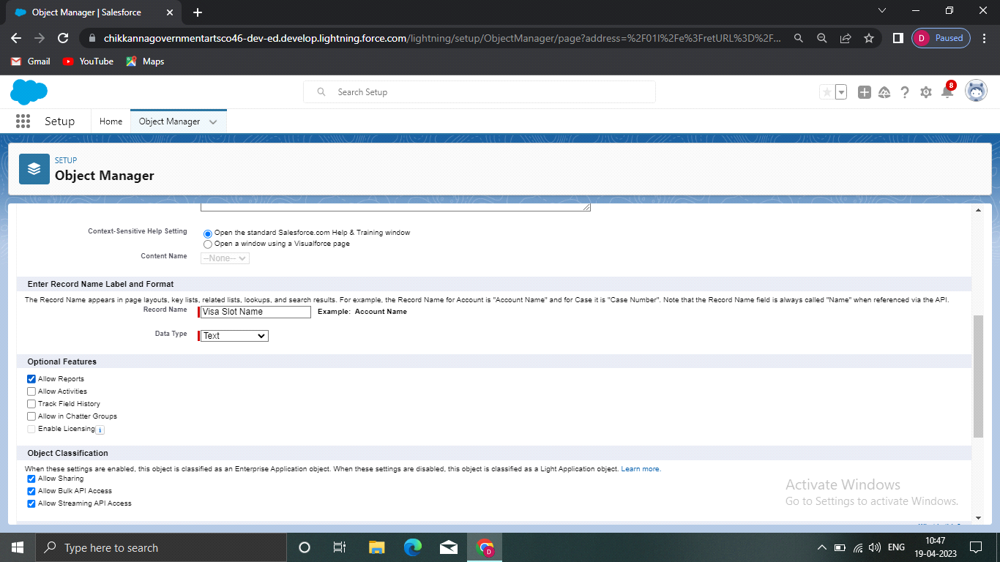 Object Manager | Salesforce
chikkannagovernmentartsco46-dev-ed.develop.lightning.force.com/lightning/setup/ObjectManager/page?address=%2F01I%2Fe%3FretURL%3D%2F...
D Paused
Gmail YouTube Maps
Search Setup
8
Setup Home Object Manager
SETUP
Object Manager
Context-Sensitive Help Setting Open the standard Salesforce.com Help & Training window
Open a window using a Visualforce page
Content Name --None--
Enter Record Name Label and Format
The Record Name appears in page layouts, key lists, related lists, lookups, and search results. For example, the Record Name for Account is "Account Name" and for Case it is "Case Number". Note that the Record Name field is always called "Name" when referenced via the API.
Record Name Visa Slot Name Example: Account Name
Data Type Text
Optional Features
Allow Reports
Allow Activities
Track Field History
Allow in Chatter Groups
Enable Licensing i
Object Classification
When these settings are enabled, this object is classified as an Enterprise Application object. When these settings are disabled, this object is classified as a Light Application object. Learn more.
Allow Sharing
Allow Bulk API Access
Allow Streaming API Access
Activate Windows
Go to Settings to activate Windows.
Type here to search
D
ENG
10:47
19-04-2023